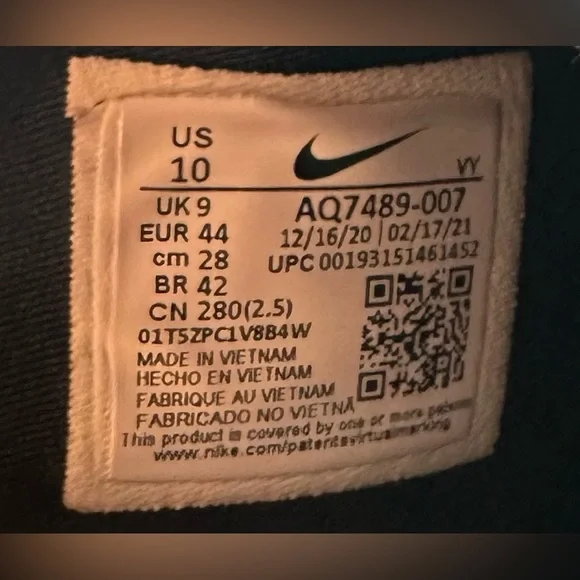 US
10
VY
UK 9
AQ7489-007
EUR 44
12/16/20 | 02/17/21
cm 28
UPC 00193151461452
BR 42
CN 280(2.5)
01T5ZPC1V8B4W
MADE IN VIETNAM
HECHO EN VIETNAM
FABRIQUE AU VIETNAM
FABRICADO NO VIETNÃ
This product is covered by one or more patents
www.nike.com/patentsvirtualmarking